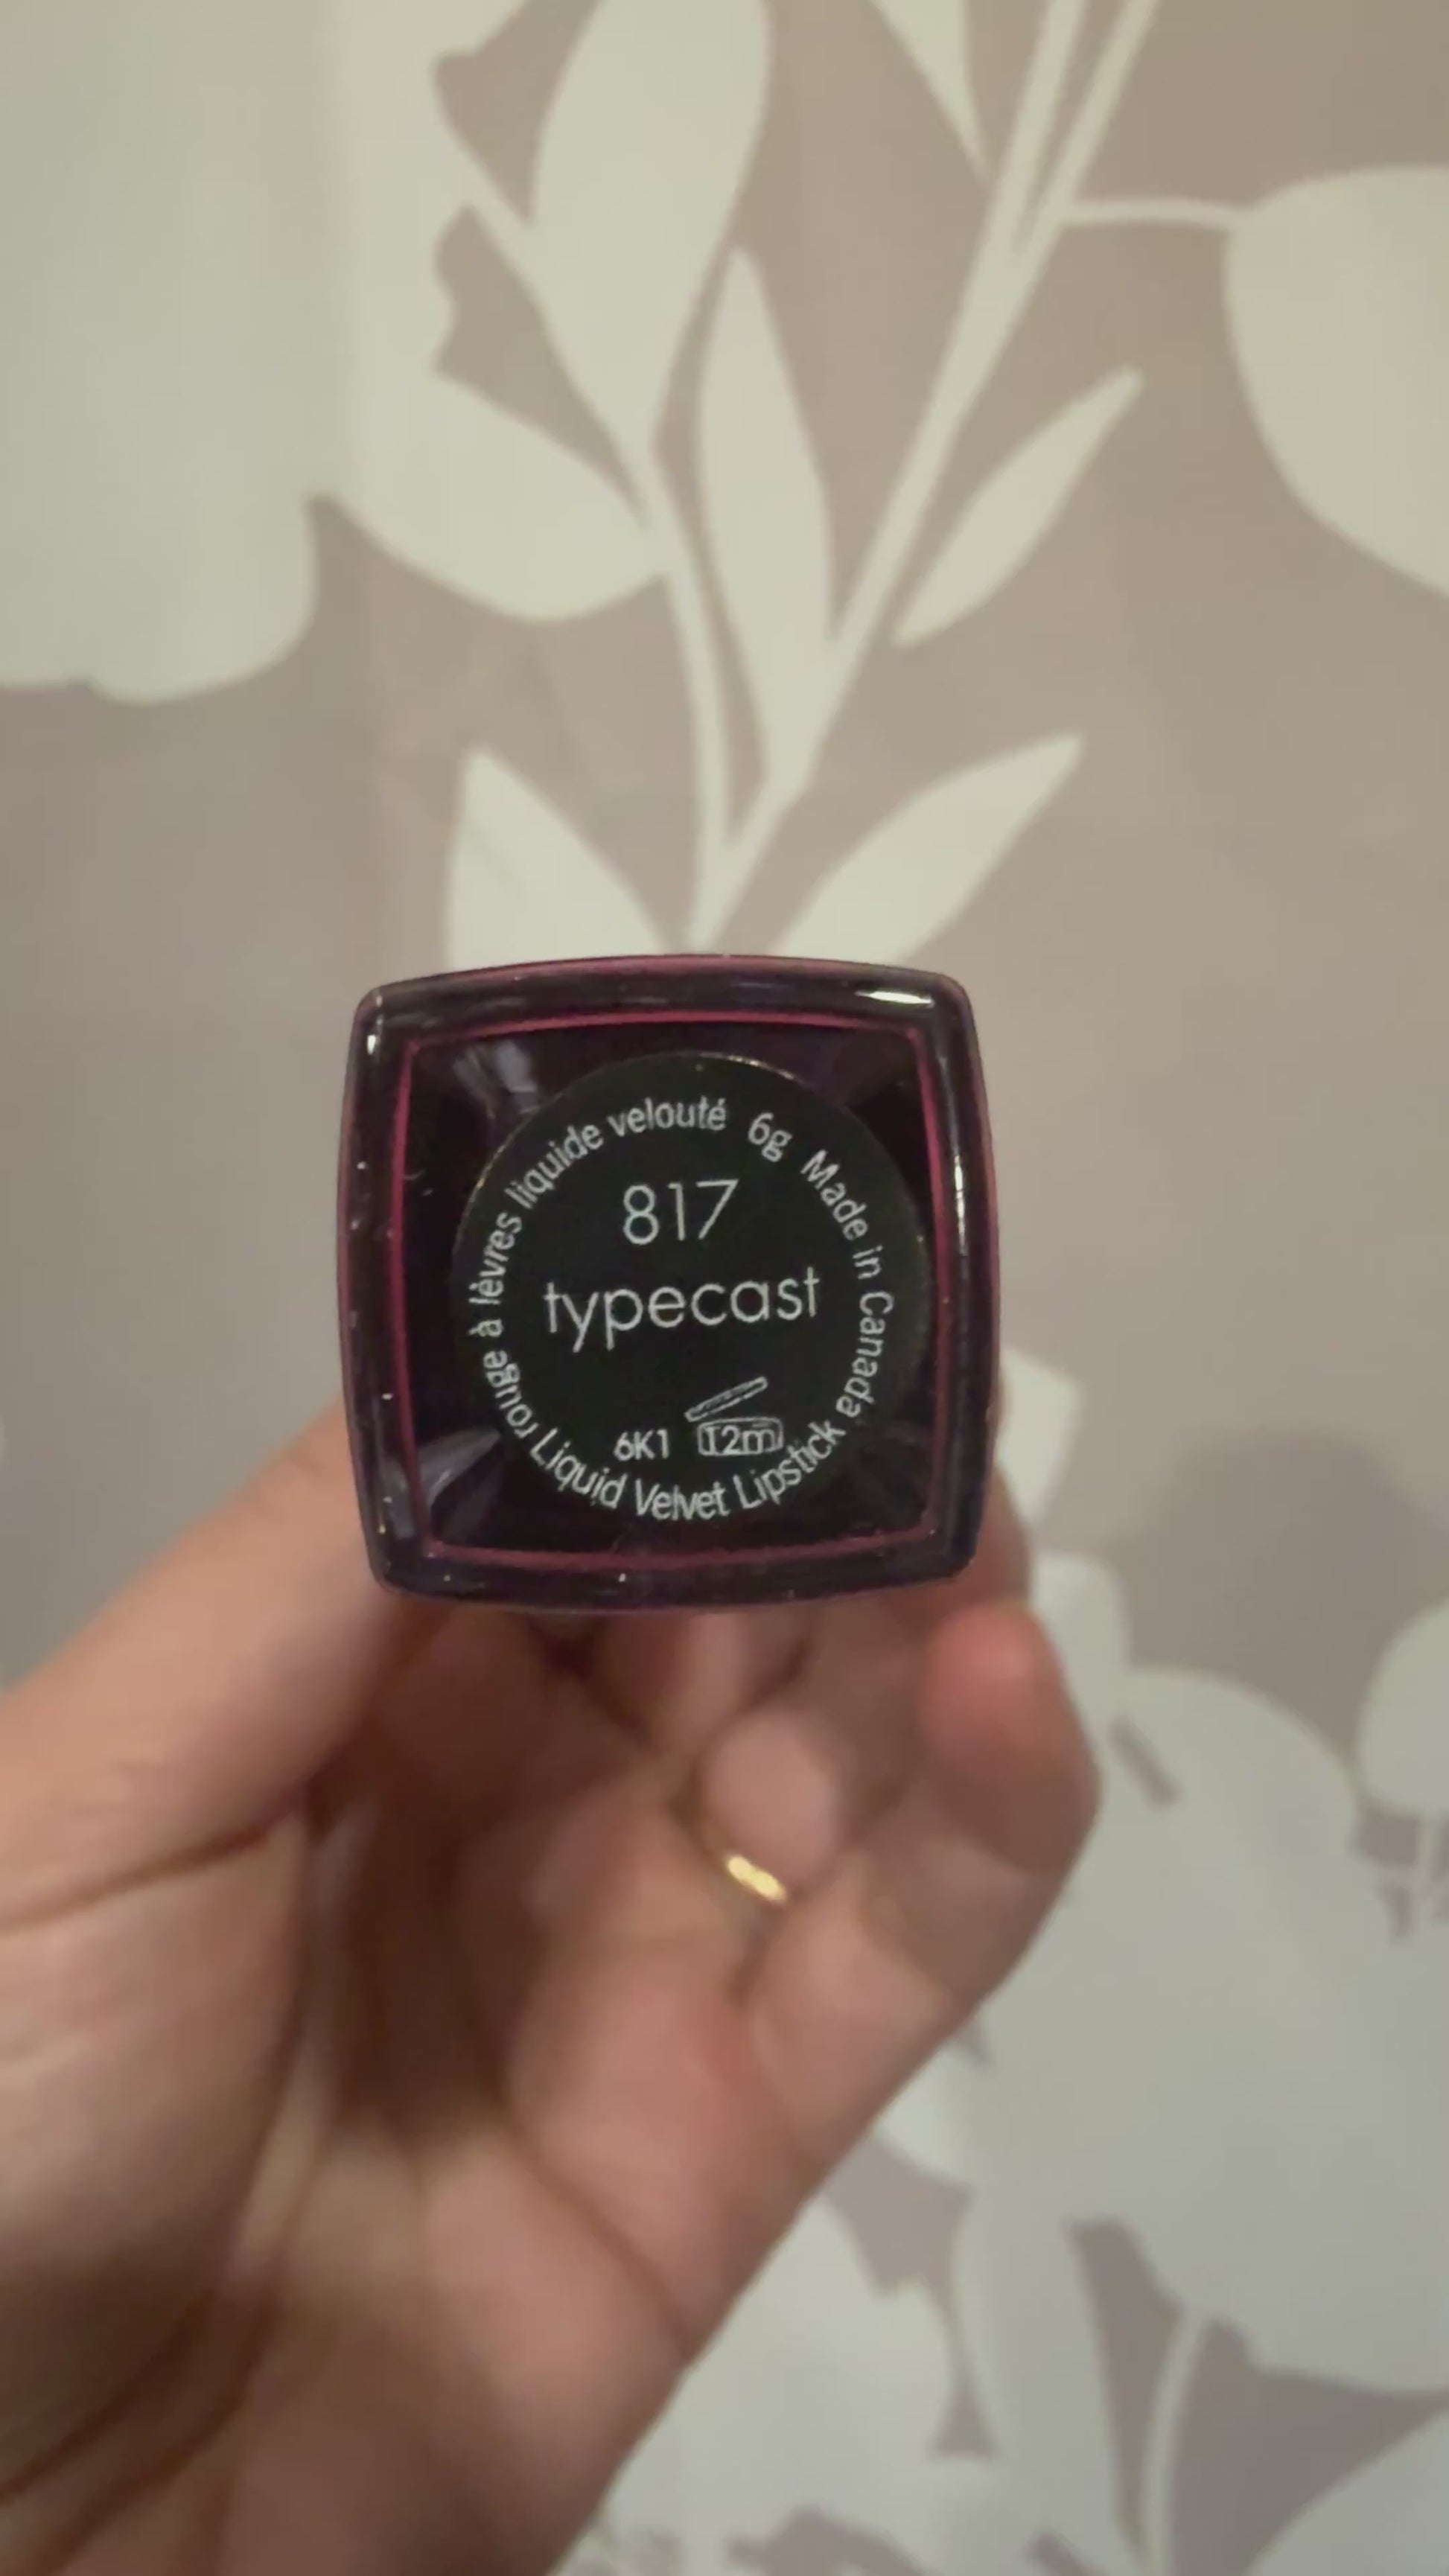 rouge à lèvres liquide velouté 6g Made in Canada
817
typecast
6K1 12m
Liquid Velvet Lipstick